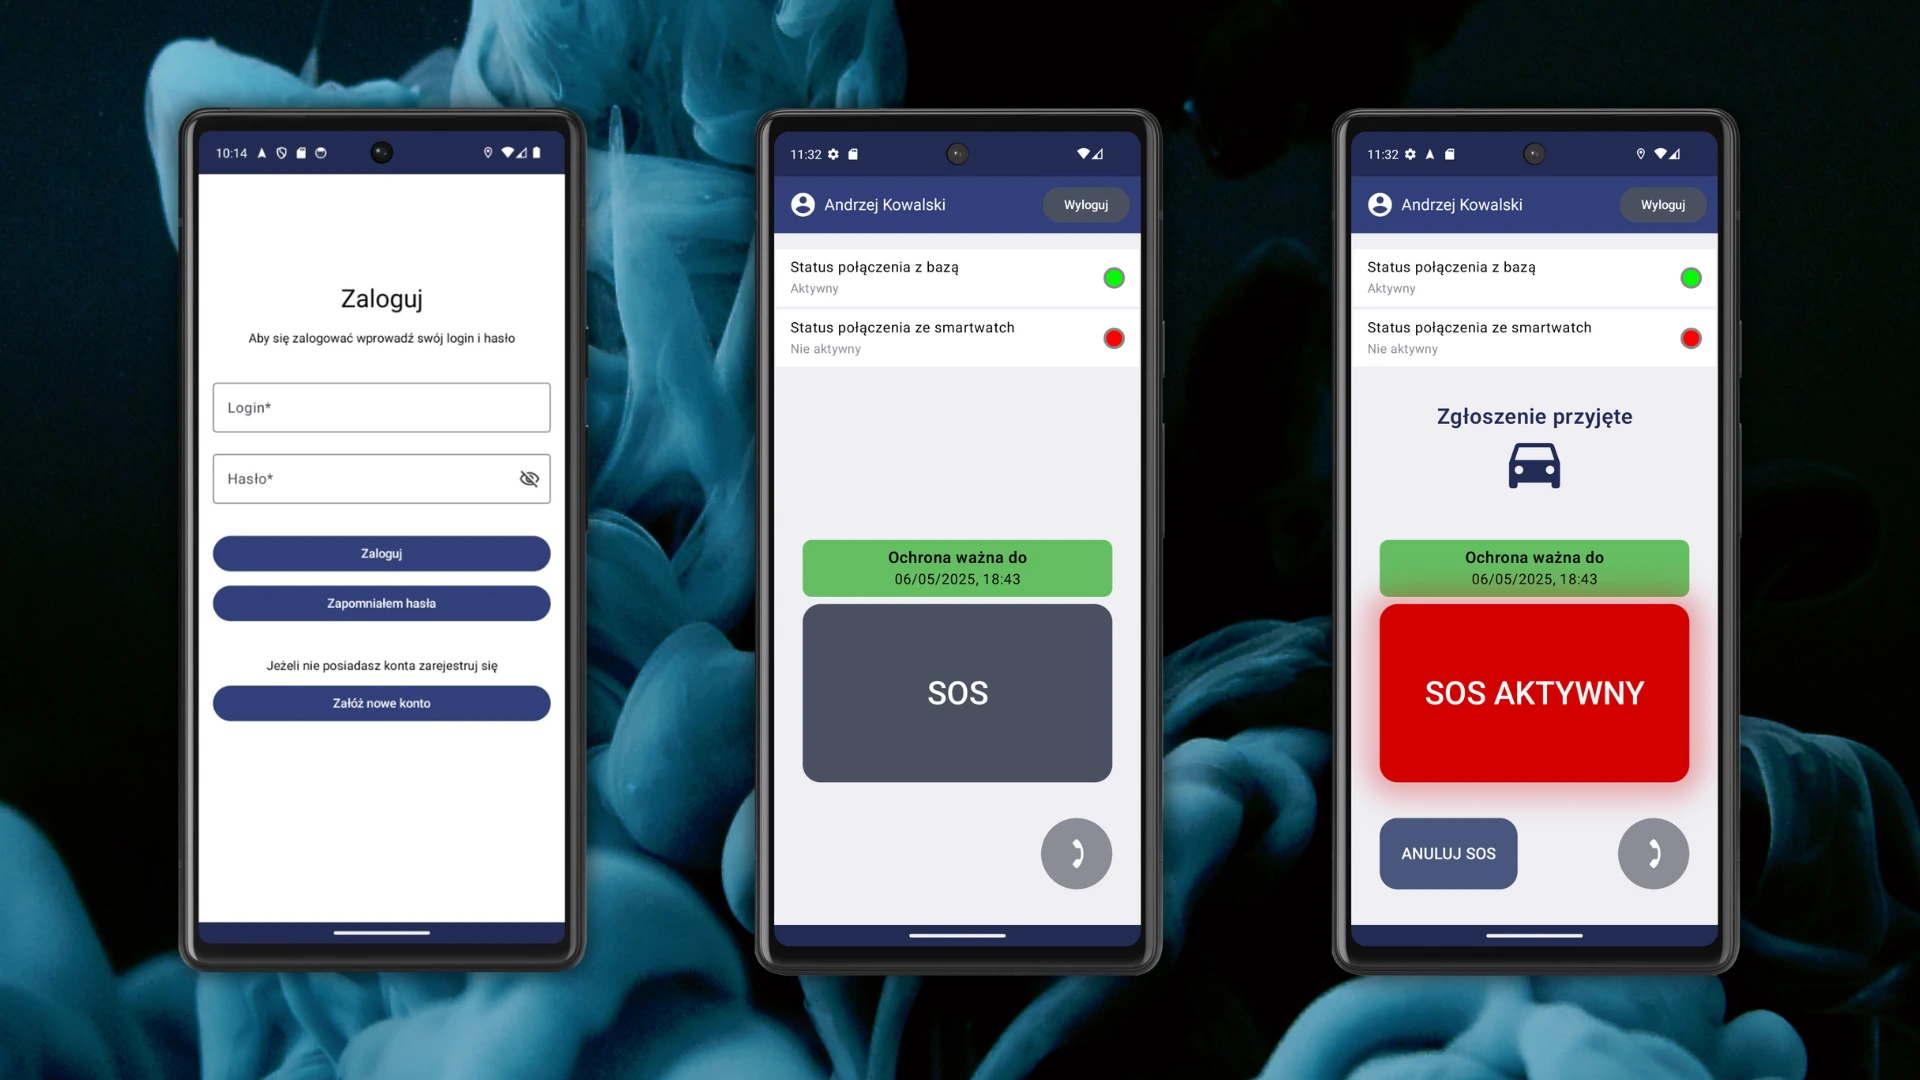 10:14
Zaloguj
Aby się zalogować wprowadź swój login i hasło
Login*
Hasło*
Zaloguj
Zapomniałem hasła
Jeżeli nie posiadasz konta zarejestruj się
Załóż nowe konto
11:32
Andrzej Kowalski
Wyloguj
Status połączenia z bazą
Aktywny
Status połączenia ze smartwatch
Nie aktywny
Ochrona ważna do
06/05/2025, 18:43
SOS
11:32
Andrzej Kowalski
Wyloguj
Status połączenia z bazą
Aktywny
Status połączenia ze smartwatch
Nie aktywny
Zgłoszenie przyjęte
Ochrona ważna do
06/05/2025, 18:43
SOS AKTYWNY
ANULUJ SOS